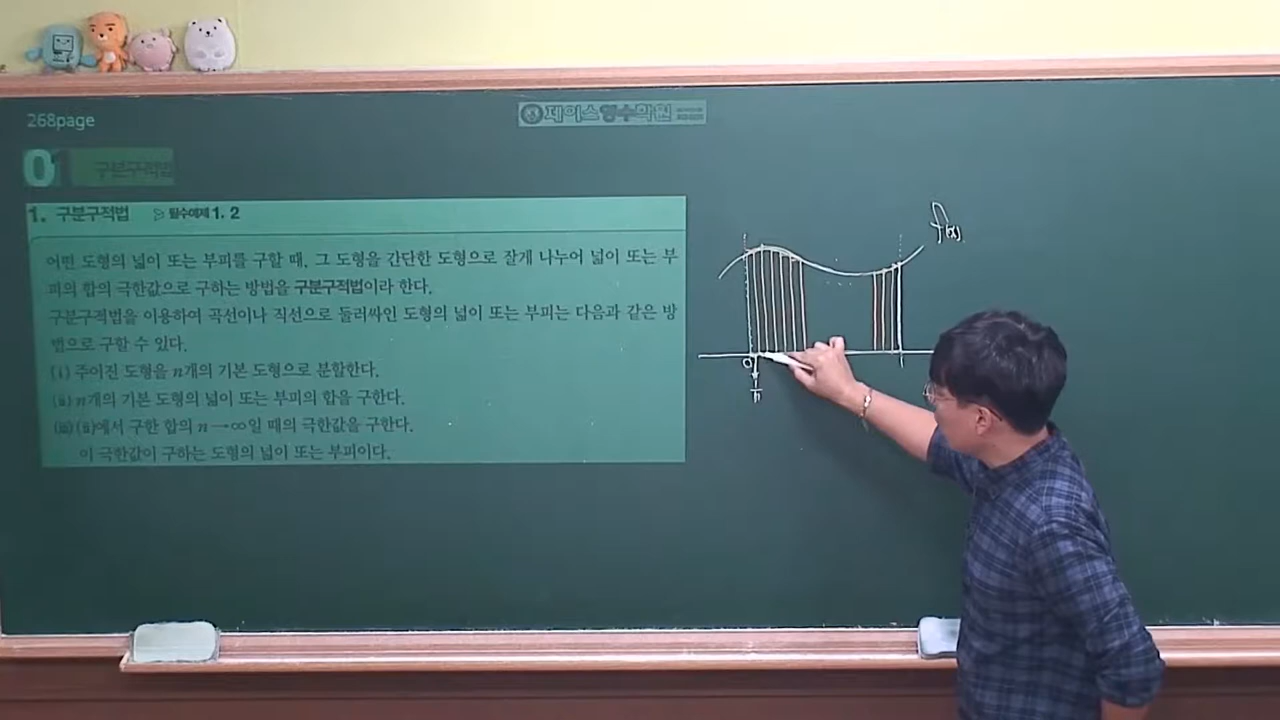 268page
제이스영수학원
01 구분구적법
1. 구분구적법 ≫ 필수예제 1, 2
어떤 도형의 넓이 또는 부피를 구할 때, 그 도형을 간단한 도형으로 잘게 나누어 넓이 또는 부
피의 합의 극한값으로 구하는 방법을 구분구적법이라 한다.
구분구적법을 이용하여 곡선이나 직선으로 둘러싸인 도형의 넓이 또는 부피는 다음과 같은 방
법으로 구할 수 있다.
(i) 주어진 도형을 n개의 기본 도형으로 분할한다.
(ii) n개의 기본 도형의 넓이 또는 부피의 합을 구한다.
(iii) (ii)에서 구한 합의 n→∞일 때의 극한값을 구한다.
이 극한값이 구하는 도형의 넓이 또는 부피이다.
f(x)
0